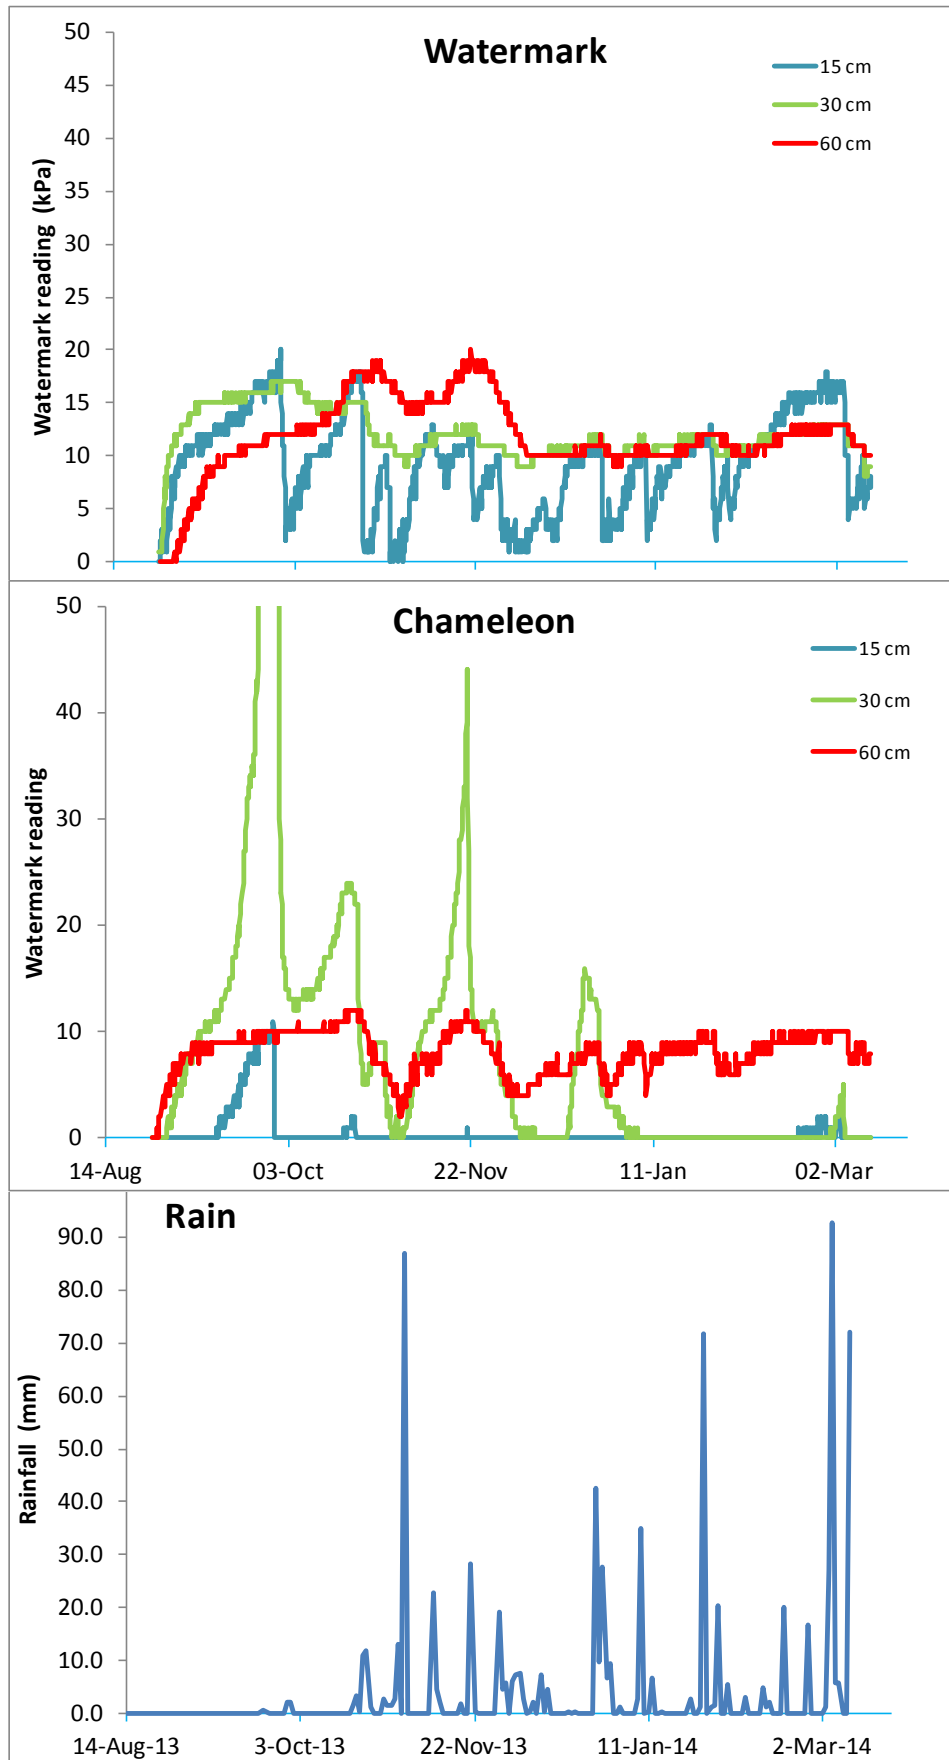 Watermark
50
45
40
35
30
25
20
15
10
5
0
Watermark reading (kPa)
15 cm
30 cm
60 cm
Chameleon
50
40
30
20
10
0
Watermark reading
15 cm
30 cm
60 cm
14-Aug 03-Oct 22-Nov 11-Jan 02-Mar
Rain
90.0
80.0
70.0
60.0
50.0
40.0
30.0
20.0
10.0
0.0
Rainfall (mm)
14-Aug-13 3-Oct-13 22-Nov-13 11-Jan-14 2-Mar-14